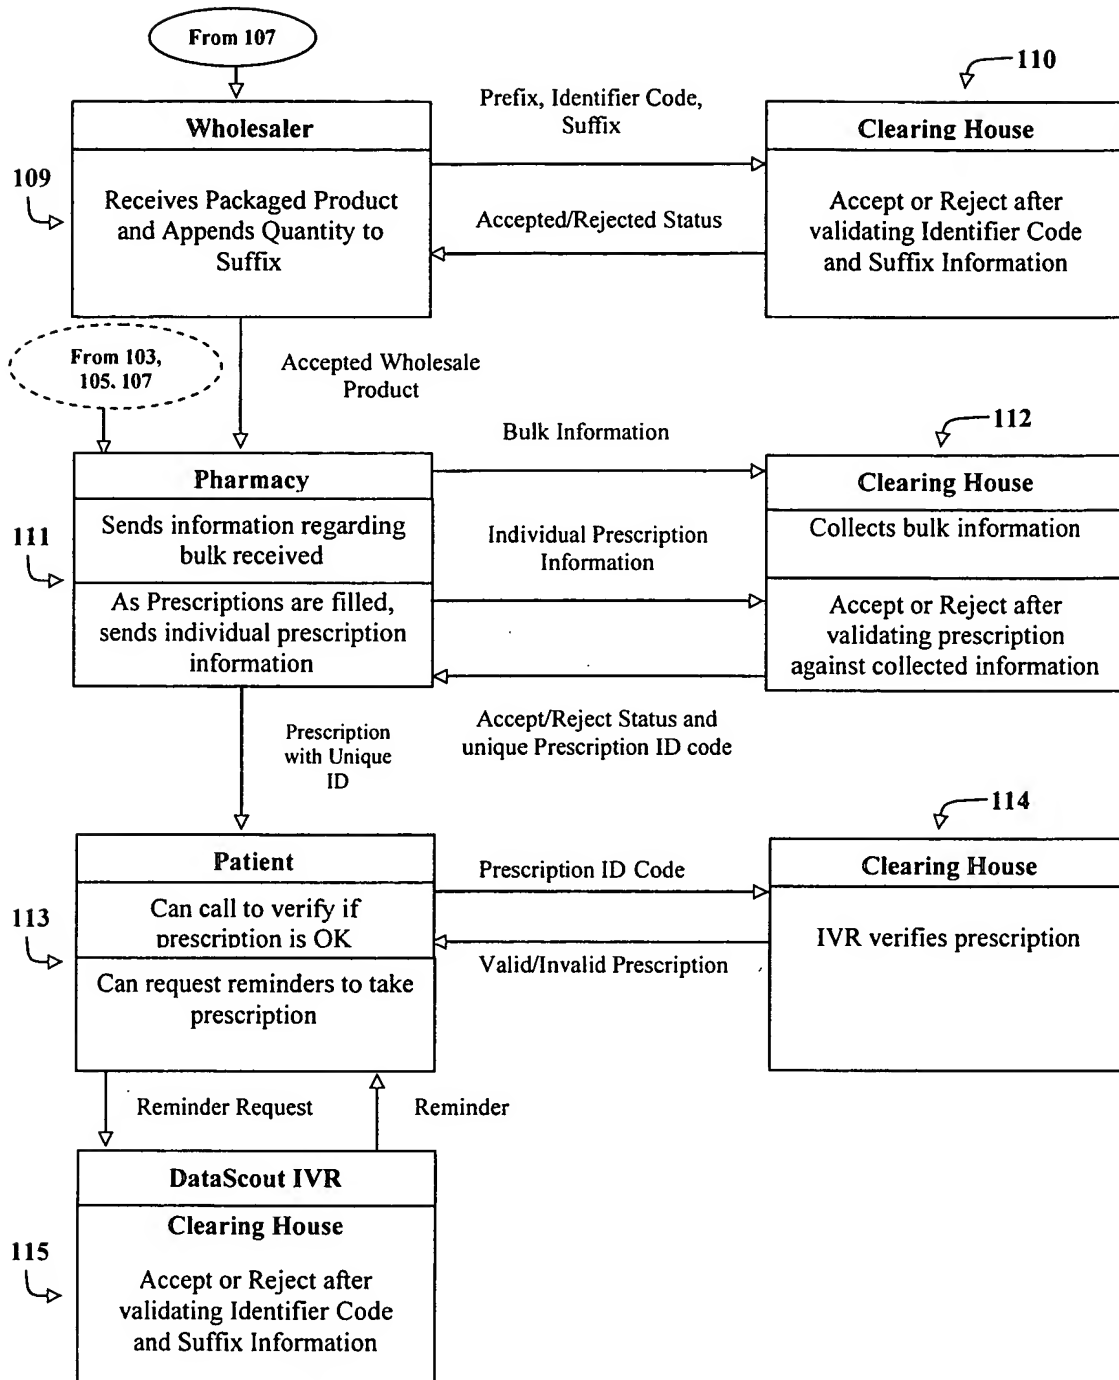 From 107
110
Prefix, Identifier Code,
Suffix
Wholesaler
Clearing House
109
Receives Packaged Product
and Appends Quantity to
Suffix
Accepted/Rejected Status
Accept or Reject after
validating Identifier Code
and Suffix Information
From 103,
105, 107
Accepted Wholesale
Product
Bulk Information
112
Pharmacy
Clearing House
111
Sends information regarding
bulk received
Individual Prescription
Information
Collects bulk information
As Prescriptions are filled,
sends individual prescription
information
Accept or Reject after
validating prescription
against collected information
Prescription
with Unique
ID
Accept/Reject Status and
unique Prescription ID code
114
Patient
Prescription ID Code
Clearing House
113
Can call to verify if
prescription is OK
IVR verifies prescription
Valid/Invalid Prescription
Can request reminders to take
prescription
Reminder Request
Reminder
DataScout IVR
Clearing House
115
Accept or Reject after
validating Identifier Code
and Suffix Information